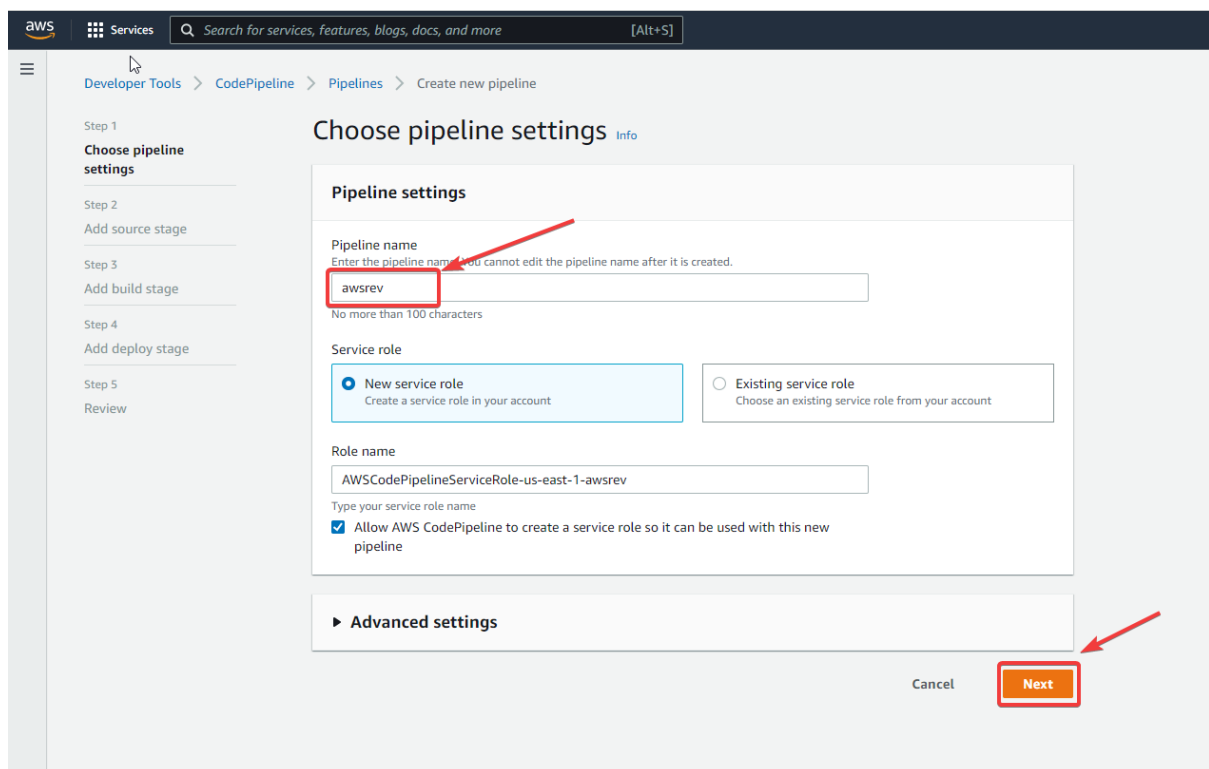 aws
Services
Search for services, features, blogs, docs, and more [Alt+S]
Developer Tools > CodePipeline > Pipelines > Create new pipeline
Step 1
Choose pipeline
settings
Step 2
Add source stage
Step 3
Add build stage
Step 4
Add deploy stage
Step 5
Review
Choose pipeline settings Info
Pipeline settings
Pipeline name
Enter the pipeline name. You cannot edit the pipeline name after it is created.
awsrev
No more than 100 characters
Service role
New service role
Create a service role in your account
Existing service role
Choose an existing service role from your account
Role name
AWSCodePipelineServiceRole-us-east-1-awsrev
Type your service role name
Allow AWS CodePipeline to create a service role so it can be used with this new
pipeline
Advanced settings
Cancel
Next